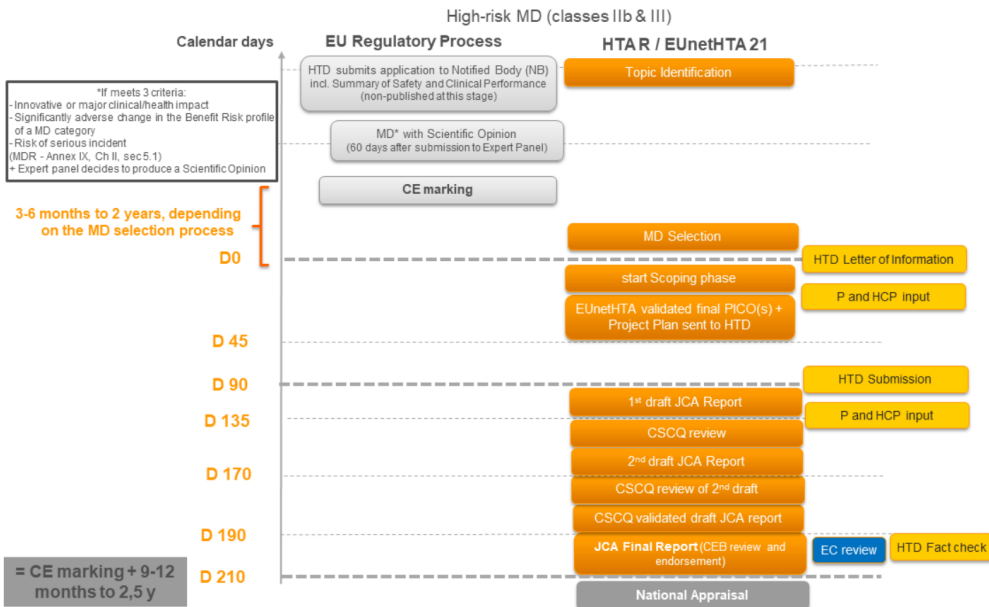 High-risk MD (classes IIb & III)
Calendar days
EU Regulatory Process
HTAR / EUnetHTA 21
HTD submits application to Notified Body (NB)
incl. Summary of Safety and Clinical Performance
(non-published at this stage)
Topic Identification
*If meets 3 criteria:
- Innovative or major clinical/health impact
- Significantly adverse change in the Benefit Risk profile
of a MD category
- Risk of serious incident
(MDR - Annex IX, Ch II, sec 5.1)
+ Expert panel decides to produce a Scientific Opinion
MD* with Scientific Opinion
(60 days after submission to Expert Panel)
CE marking
3-6 months to 2 years, depending
on the MD selection process
MD Selection
D0
HTD Letter of Information
start Scoping phase
P and HCP input
EUnetHTA validated final PICO(s) +
Project Plan sent to HTD
D 45
D 90
HTD Submission
1st draft JCA Report
D 135
P and HCP input
CSCQ review
2nd draft JCA Report
D 170
CSCQ review of 2nd draft
CSCQ validated draft JCA report
D 190
JCA Final Report (CEB review and
endorsement)
EC review
HTD Fact check
= CE marking + 9-12
months to 2,5 y
D 210
National Appraisal